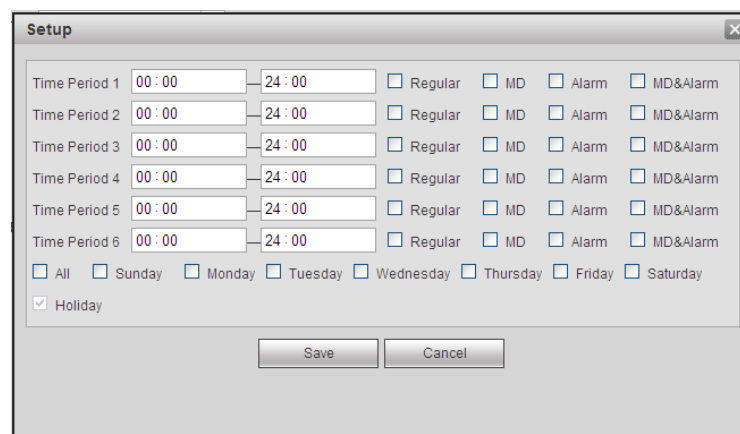 Setup
Time Period 1 00:00 — 24:00 Regular MD Alarm MD&Alarm
Time Period 2 00:00 — 24:00 Regular MD Alarm MD&Alarm
Time Period 3 00:00 — 24:00 Regular MD Alarm MD&Alarm
Time Period 4 00:00 — 24:00 Regular MD Alarm MD&Alarm
Time Period 5 00:00 — 24:00 Regular MD Alarm MD&Alarm
Time Period 6 00:00 — 24:00 Regular MD Alarm MD&Alarm
All Sunday Monday Tuesday Wednesday Thursday Friday Saturday
Holiday
Save Cancel